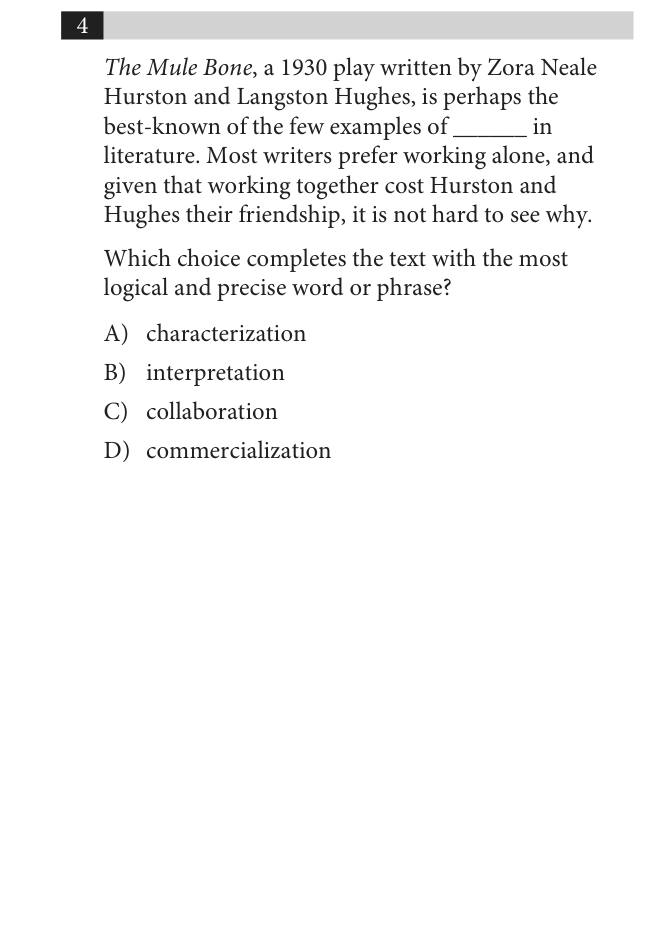 4
The Mule Bone, a 1930 play written by Zora Neale
Hurston and Langston Hughes, is perhaps the
best-known of the few examples of ______ in
literature. Most writers prefer working alone, and
given that working together cost Hurston and
Hughes their friendship, it is not hard to see why.
Which choice completes the text with the most
logical and precise word or phrase?
A) characterization
B) interpretation
C) collaboration
D) commercialization